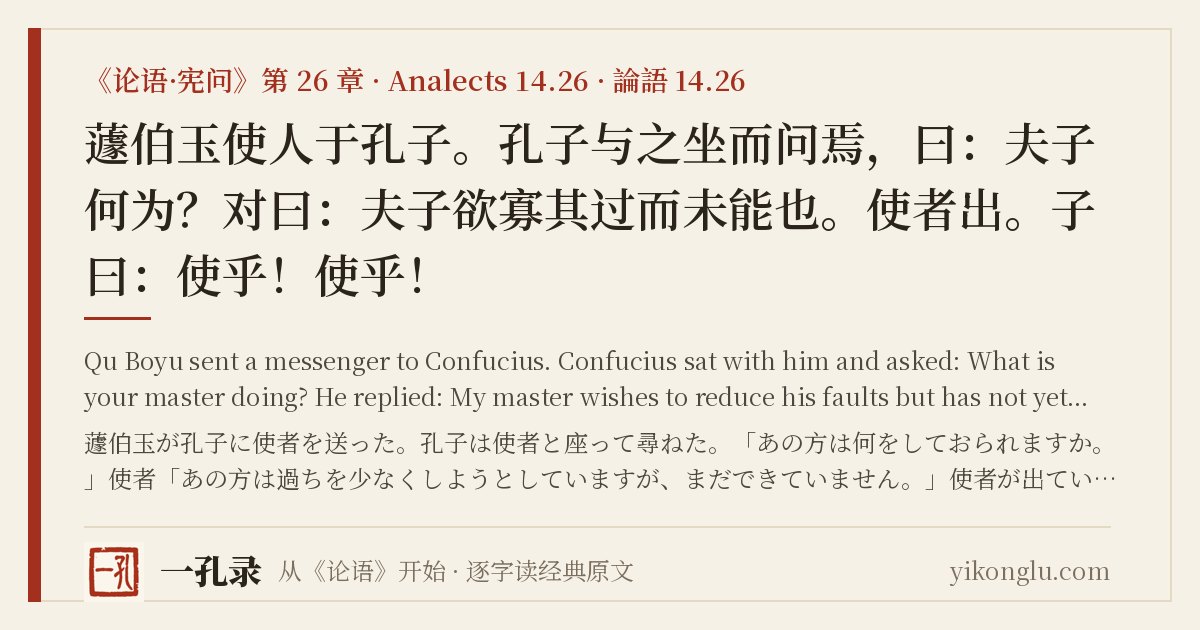 《论语·宪问》第 26 章 · Analects 14.26 · 論語 14.26
蘧伯玉使人于孔子。孔子与之坐而问焉，曰：夫子
何为？对曰：夫子欲寡其过而未能也。使者出。子
曰：使乎！使乎！
Qu Boyu sent a messenger to Confucius. Confucius sat with him and asked: What is
your master doing? He replied: My master wishes to reduce his faults but has not yet…
蘧伯玉が孔子に使者を送った。孔子は使者と座って尋ねた。「あの方は何をしておられますか。
」使者「あの方は過ちを少なくしようとしていますが、まだできていません。」使者が出てい…
一孔
一孔录 从《论语》开始 · 逐字读经典原文 yikonglu.com